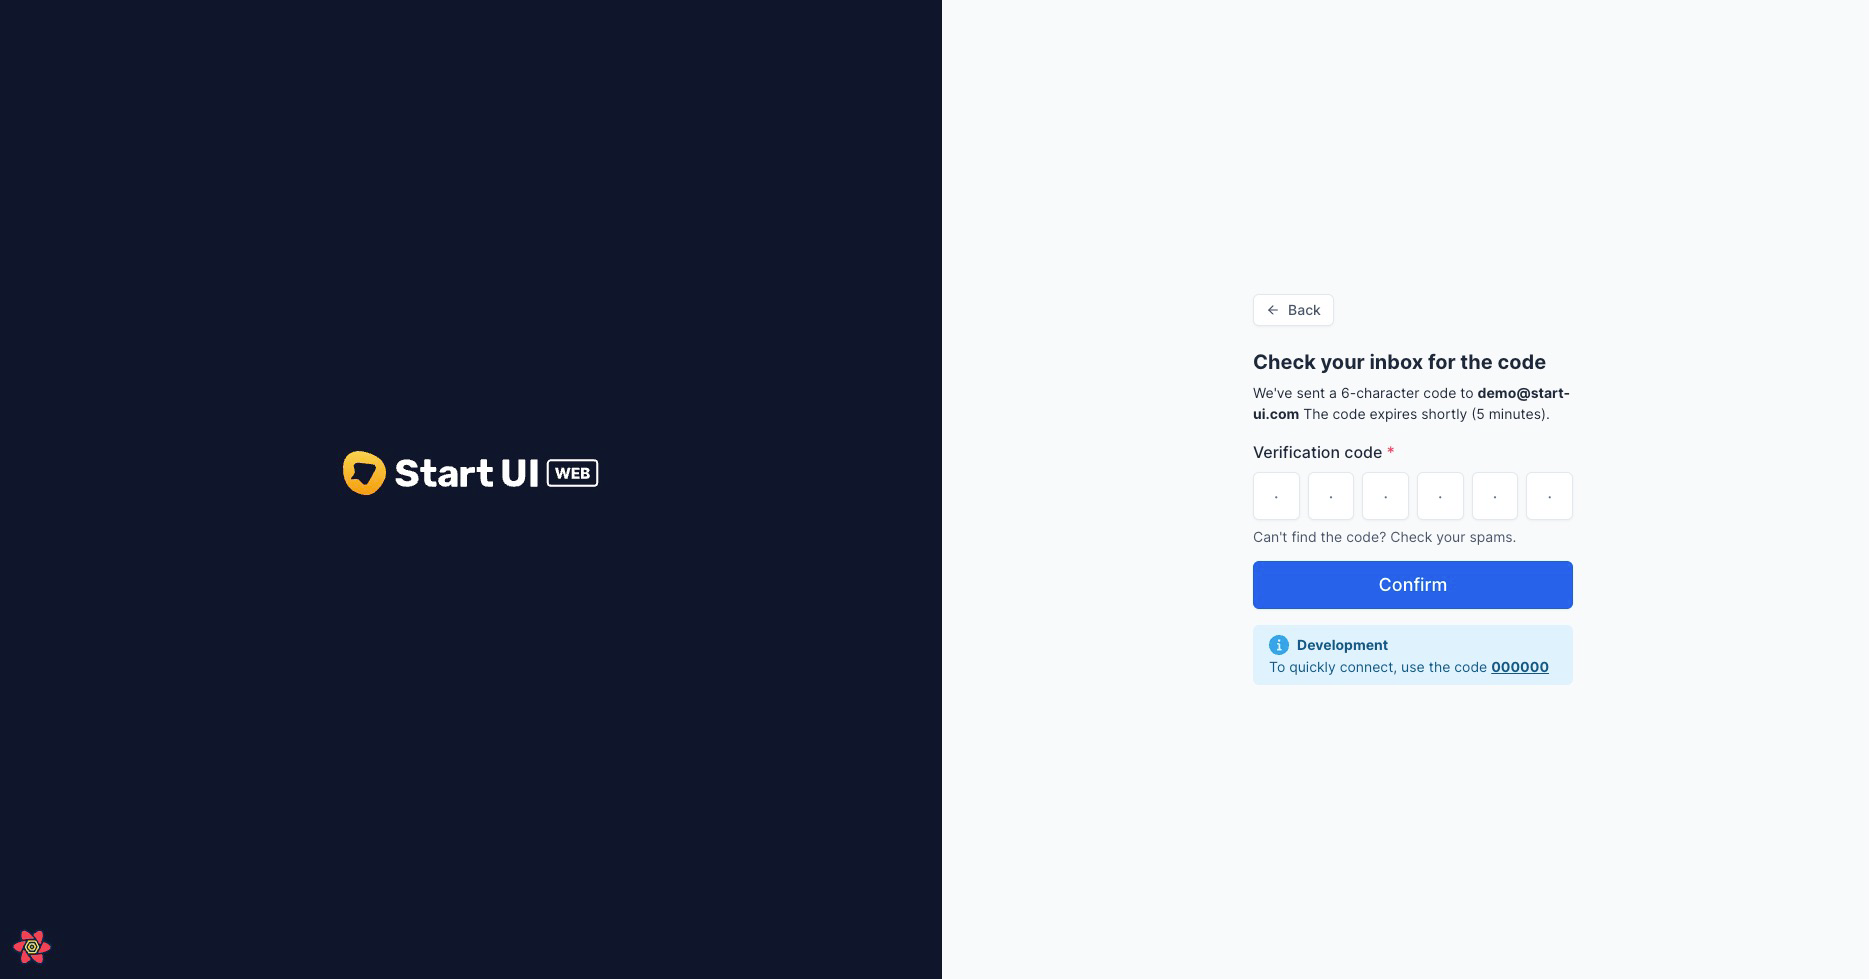 Start UI WEB
Back
Check your inbox for the code
We've sent a 6-character code to demo@start-
ui.com The code expires shortly (5 minutes).
Verification code *
Can't find the code? Check your spams.
Confirm
Development
To quickly connect, use the code 000000